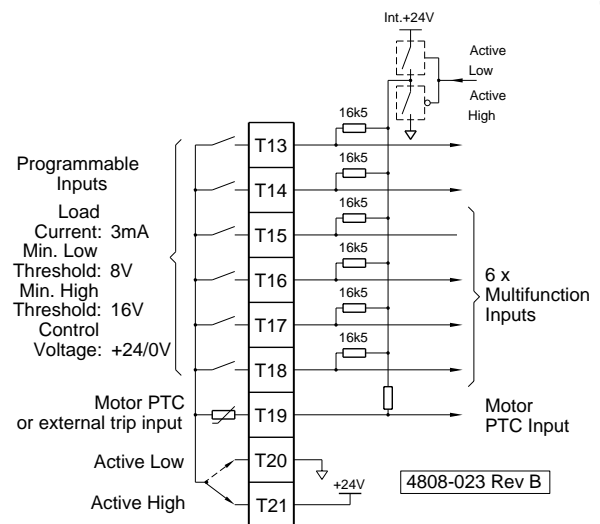 Int.+24V
Active
Low
Active
High
16k5
T13
16k5
T14
16k5
T15
16k5
T16
16k5
T17
16k5
T18
T19
T20
T21
Programmable
Inputs
Load
Current: 3mA
Min. Low
Threshold: 8V
Min. High
Threshold: 16V
Control
Voltage: +24/0V
6 x
Multifunction
Inputs
Motor PTC
or external trip input
Motor
PTC Input
Active Low
Active High
+24V
4808-023 Rev B